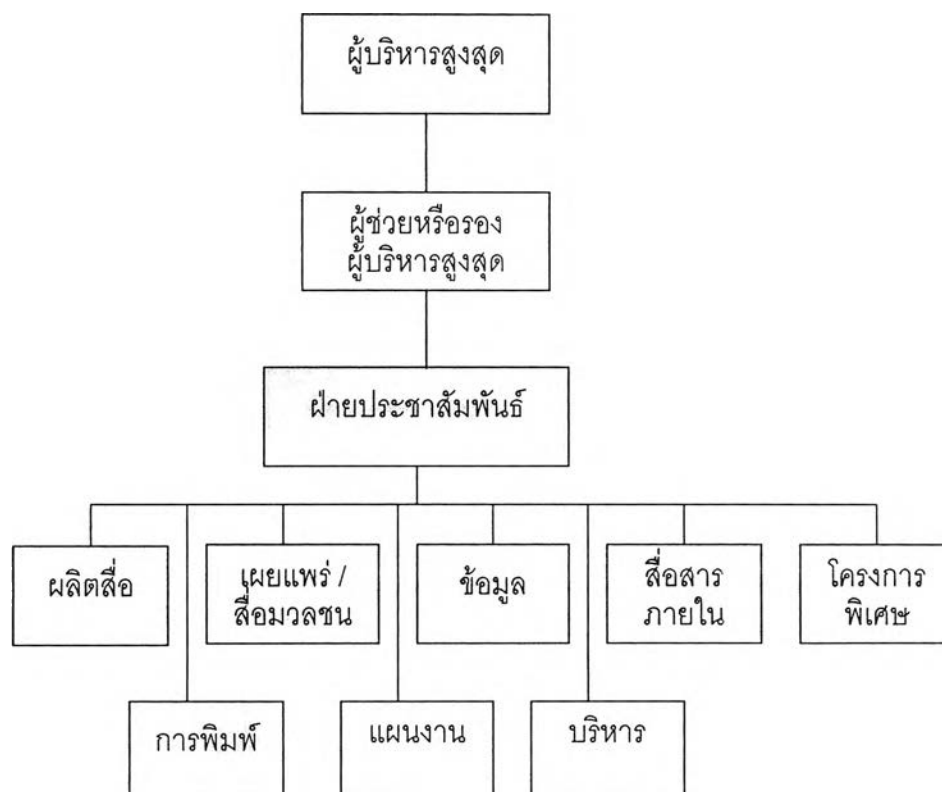 ผู้บริหารสูงสุด
ผู้ช่วยหรือรอง
ผู้บริหารสูงสุด
ฝ่ายประชาสัมพันธ์
ผลิตสื่อ
เผยแพร่ /
สื่อมวลชน
ข้อมูล
สื่อสาร
ภายใน
โครงการ
พิเศษ
การพิมพ์
แผนงาน
บริหาร